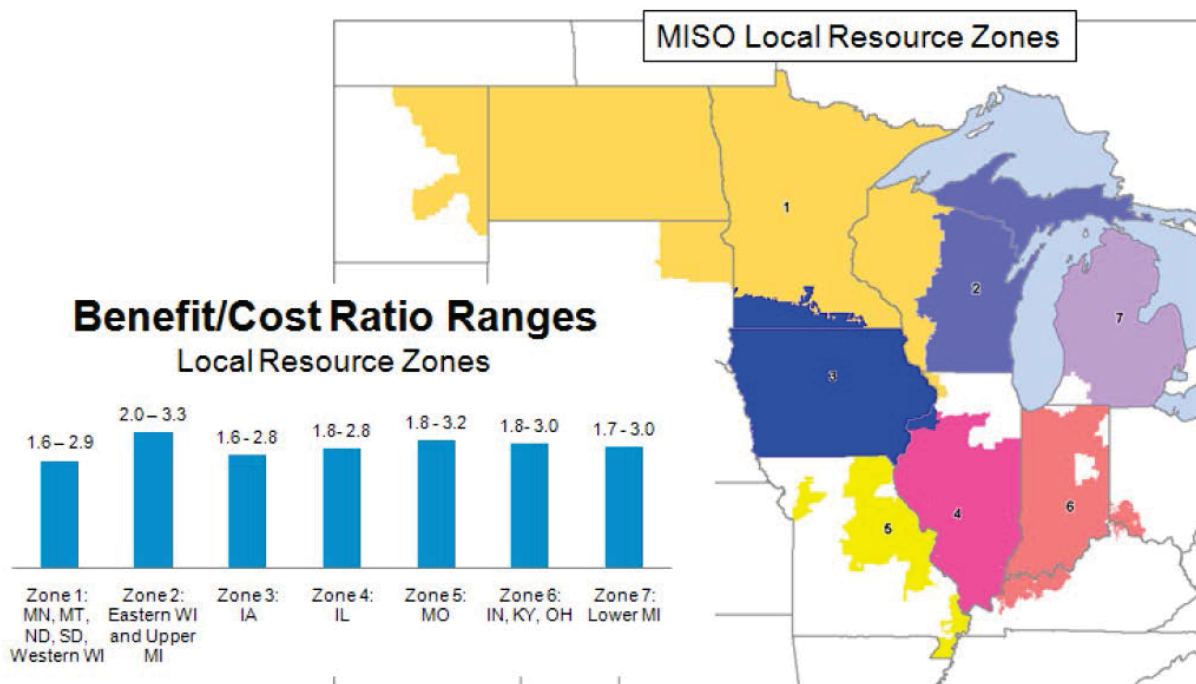 MISO Local Resource Zones
1
2
7
3
4
5
6
Benefit/Cost Ratio Ranges
Local Resource Zones
1.6 – 2.9
2.0 – 3.3
1.6 - 2.8
1.8 - 2.8
1.8 - 3.2
1.8 - 3.0
1.7 - 3.0
Zone 1:
MN, MT,
ND, SD,
Western WI
Zone 2:
Eastern WI
and Upper
MI
Zone 3:
IA
Zone 4:
IL
Zone 5:
MO
Zone 6:
IN, KY, OH
Zone 7:
Lower MI